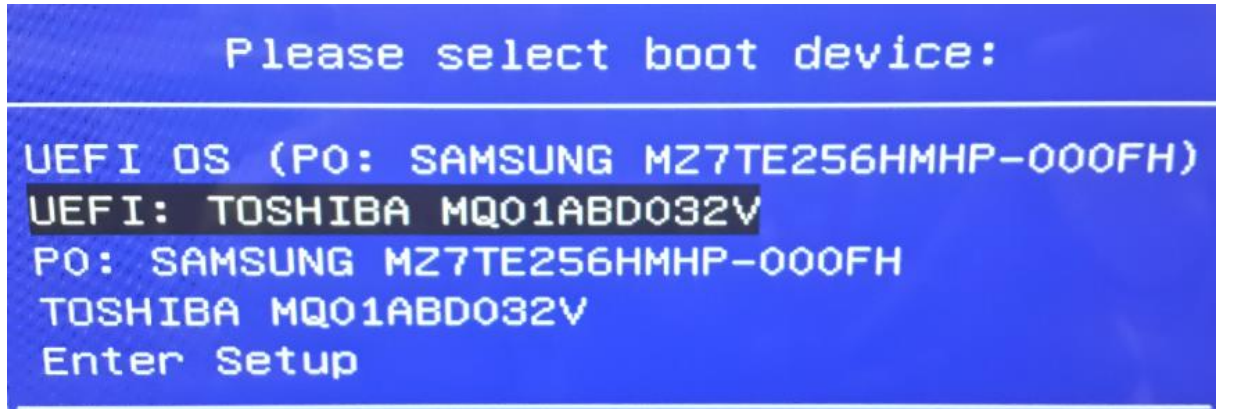 Please select boot device:
UEFI OS (P0: SAMSUNG MZ7TE256HMHP-000FH)
UEFI: TOSHIBA MQ01ABD032V
P0: SAMSUNG MZ7TE256HMHP-000FH
TOSHIBA MQ01ABD032V
Enter Setup